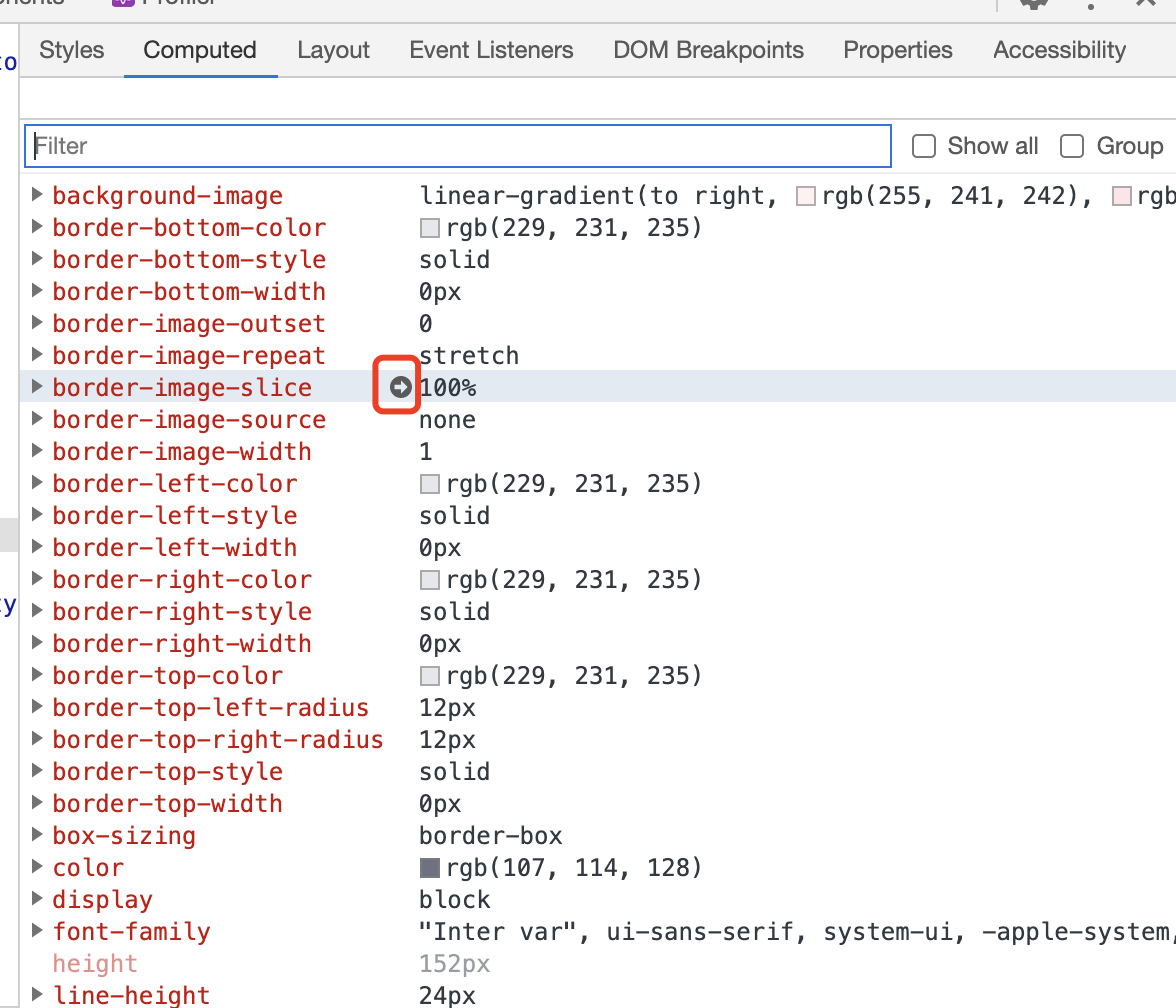 Profiler
Styles Computed Layout Event Listeners DOM Breakpoints Properties Accessibility
Filter Show all Group
background-image linear-gradient(to right, rgb(255, 241, 242), rgb
border-bottom-color rgb(229, 231, 235)
border-bottom-style solid
border-bottom-width 0px
border-image-outset 0
border-image-repeat stretch
border-image-slice 100%
border-image-source none
border-image-width 1
border-left-color rgb(229, 231, 235)
border-left-style solid
border-left-width 0px
border-right-color rgb(229, 231, 235)
border-right-style solid
border-right-width 0px
border-top-color rgb(229, 231, 235)
border-top-left-radius 12px
border-top-right-radius 12px
border-top-style solid
border-top-width 0px
box-sizing border-box
color rgb(107, 114, 128)
display block
font-family "Inter var", ui-sans-serif, system-ui, -apple-system,
height 152px
line-height 24px